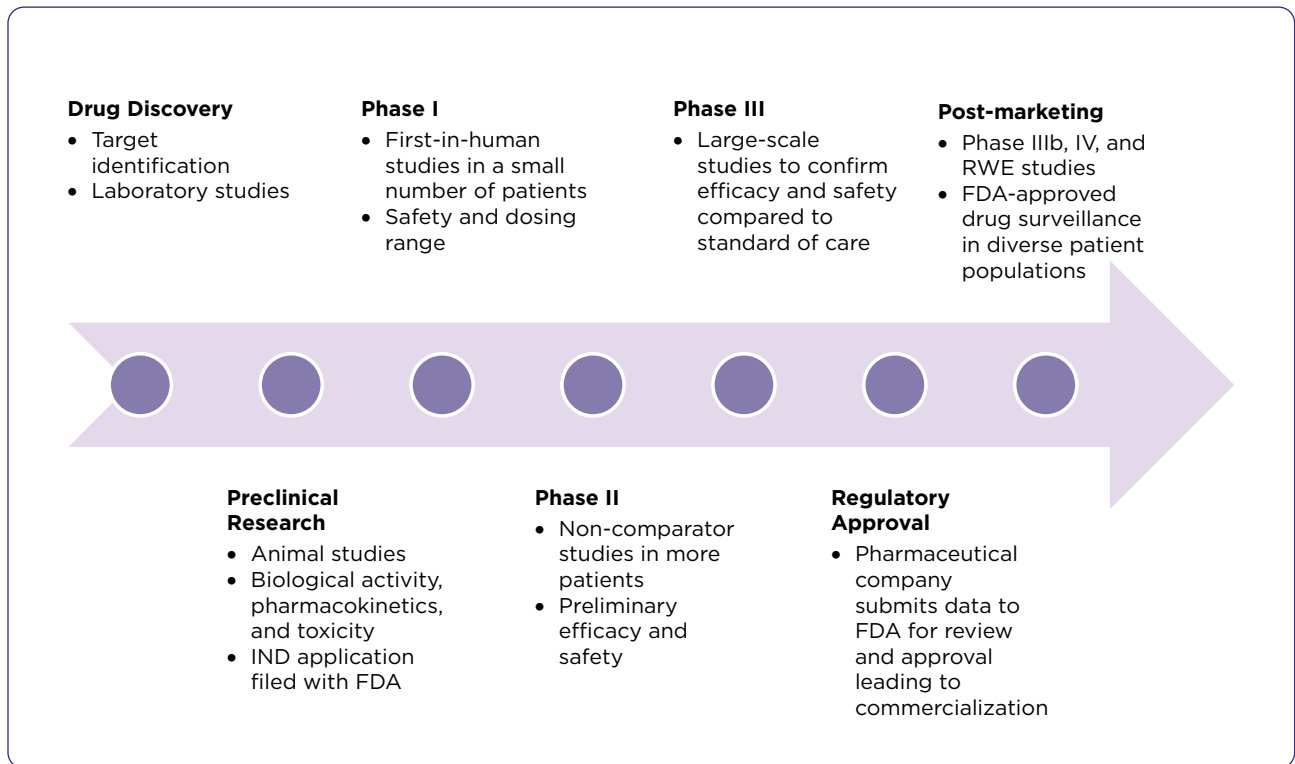 Drug Discovery
• Target
identification
• Laboratory studies
Phase I
• First-in-human
studies in a small
number of patients
• Safety and dosing
range
Phase III
• Large-scale
studies to confirm
efficacy and safety
compared to
standard of care
Post-marketing
• Phase IIIb, IV, and
RWE studies
• FDA-approved
drug surveillance
in diverse patient
populations
Preclinical
Research
• Animal studies
• Biological activity,
pharmacokinetics,
and toxicity
• IND application
filed with FDA
Phase II
• Non-comparator
studies in more
patients
• Preliminary
efficacy and
safety
Regulatory
Approval
• Pharmaceutical
company
submits data to
FDA for review
and approval
leading to
commercialization